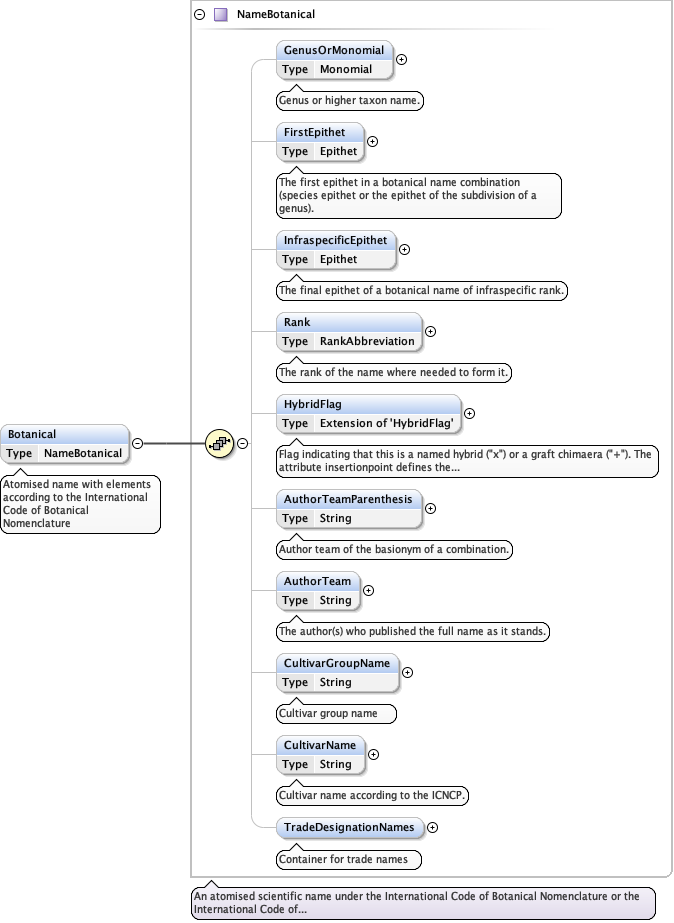 NameBotanical
GenusOrMonomial
Type Monomial
Genus or higher taxon name.
FirstEpithet
Type Epithet
The first epithet in a botanical name combination
(species epithet or the epithet of the subdivision of a
genus).
InfraspecificEpithet
Type Epithet
The final epithet of a botanical name of infraspecific rank.
Rank
Type RankAbbreviation
The rank of the name where needed to form it.
HybridFlag
Type Extension of 'HybridFlag'
Flag indicating that this is a named hybrid ("x") or a graft chimaera ("+"). The
attribute insertionpoint defines the...
Botanical
Type NameBotanical
Atomised name with elements
according to the International
Code of Botanical
Nomenclature
AuthorTeamParenthesis
Type String
Author team of the basionym of a combination.
AuthorTeam
Type String
The author(s) who published the full name as it stands.
CultivarGroupName
Type String
Cultivar group name
CultivarName
Type String
Cultivar name according to the ICNCP.
TradeDesignationNames
Container for trade names
An atomised scientific name under the International Code of Botanical Nomenclature or the
International Code of...